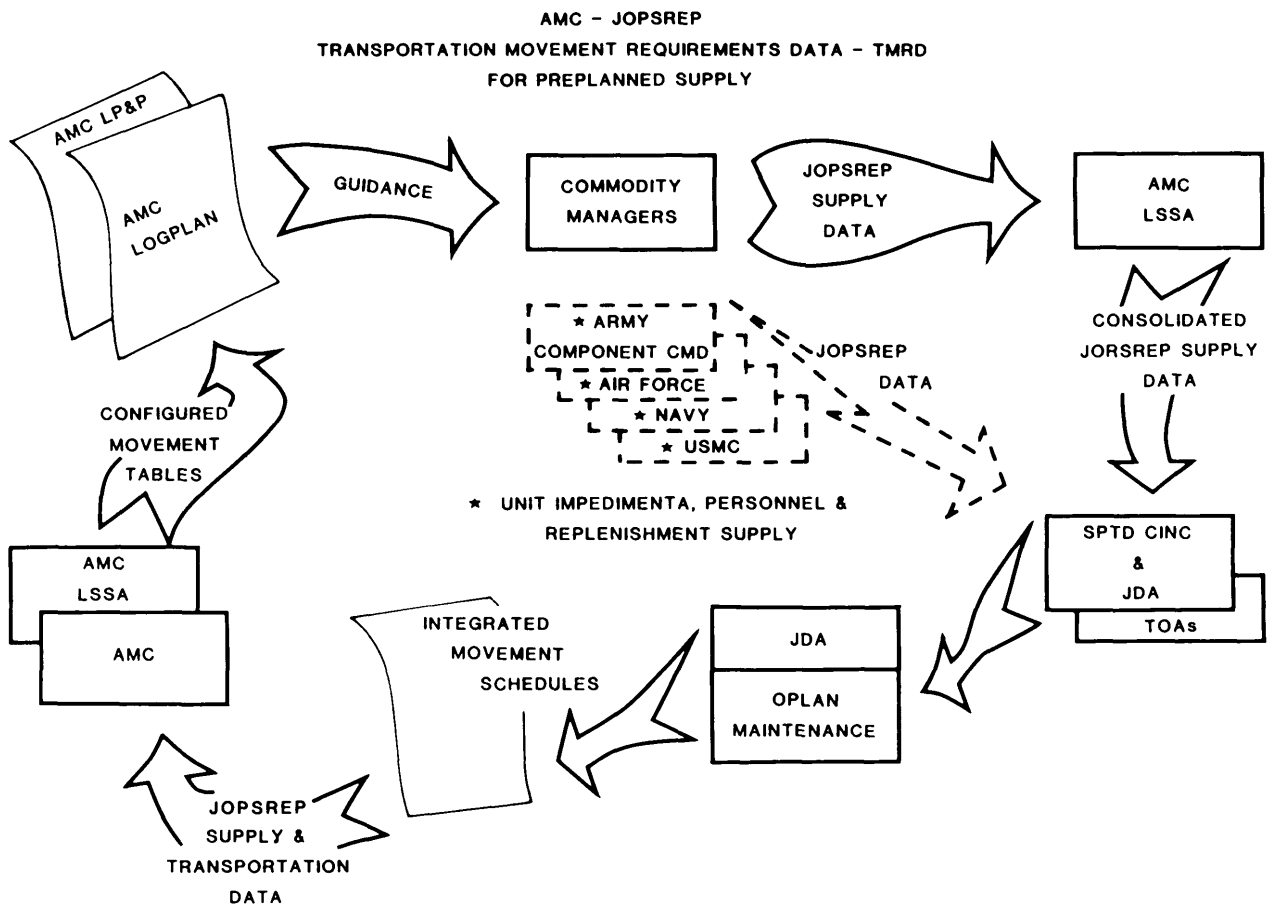 AMC - JOPSREP
TRANSPORTATION MOVEMENT REQUIREMENTS DATA - TMRD
FOR PREPLANNED SUPPLY
AMC LP&P
AMC
LOGPLAN
GUIDANCE
COMMODITY
MANAGERS
JOPSREP
SUPPLY
DATA
AMC
LSSA
CONSOLIDATED
JORSREP SUPPLY
DATA
★ ARMY
COMPONENT CMD
★ AIR FORCE
★ NAVY
★ USMC
JOPSREP
DATA
★ UNIT IMPEDIMENTA, PERSONNEL &
REPLENISHMENT SUPPLY
SPTD CINC
&
JDA
TOAs
JDA
OPLAN
MAINTENANCE
INTEGRATED
MOVEMENT
SCHEDULES
JOPSREP
SUPPLY &
TRANSPORTATION
DATA
AMC
LSSA
AMC
CONFIGURED
MOVEMENT
TABLES